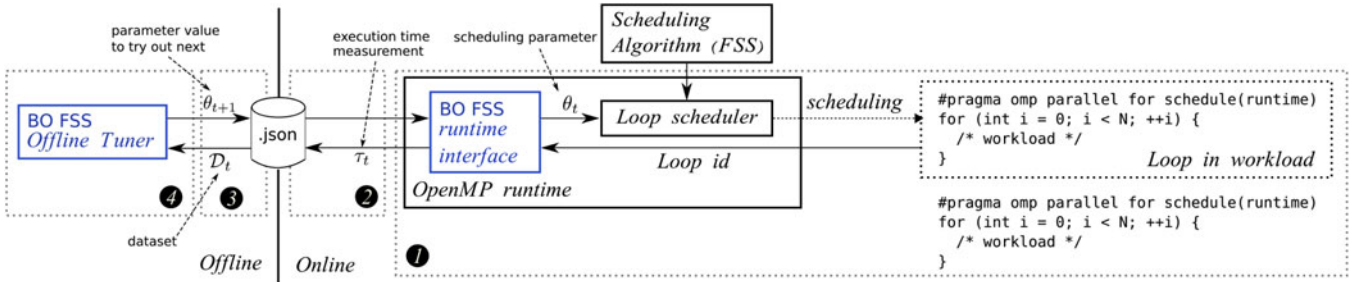 parameter value
to try out next
execution time
measurement
scheduling parameter
Scheduling
Algorithm (FSS)
BO FSS
Offline Tuner
θt+1
Dt
.json
τt
BO FSS
runtime
interface
θt
Loop scheduler
scheduling
Loop id
OpenMP runtime
#pragma omp parallel for schedule(runtime)
for (int i = 0; i < N; ++i) {
/* workload */
}
Loop in workload
#pragma omp parallel for schedule(runtime)
for (int i = 0; i < N; ++i) {
/* workload */
}
4
3
2
1
dataset
Offline
Online